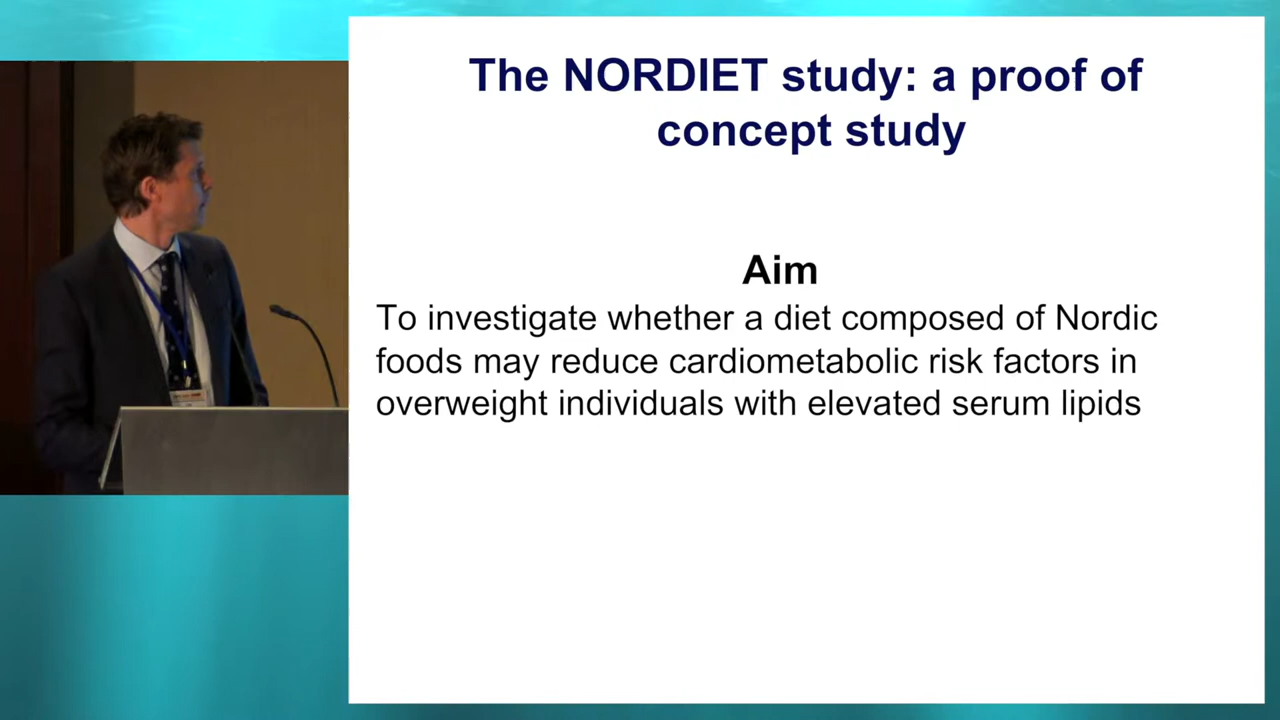 The NORDIET study: a proof of
concept study
Aim
To investigate whether a diet composed of Nordic
foods may reduce cardiometabolic risk factors in
overweight individuals with elevated serum lipids